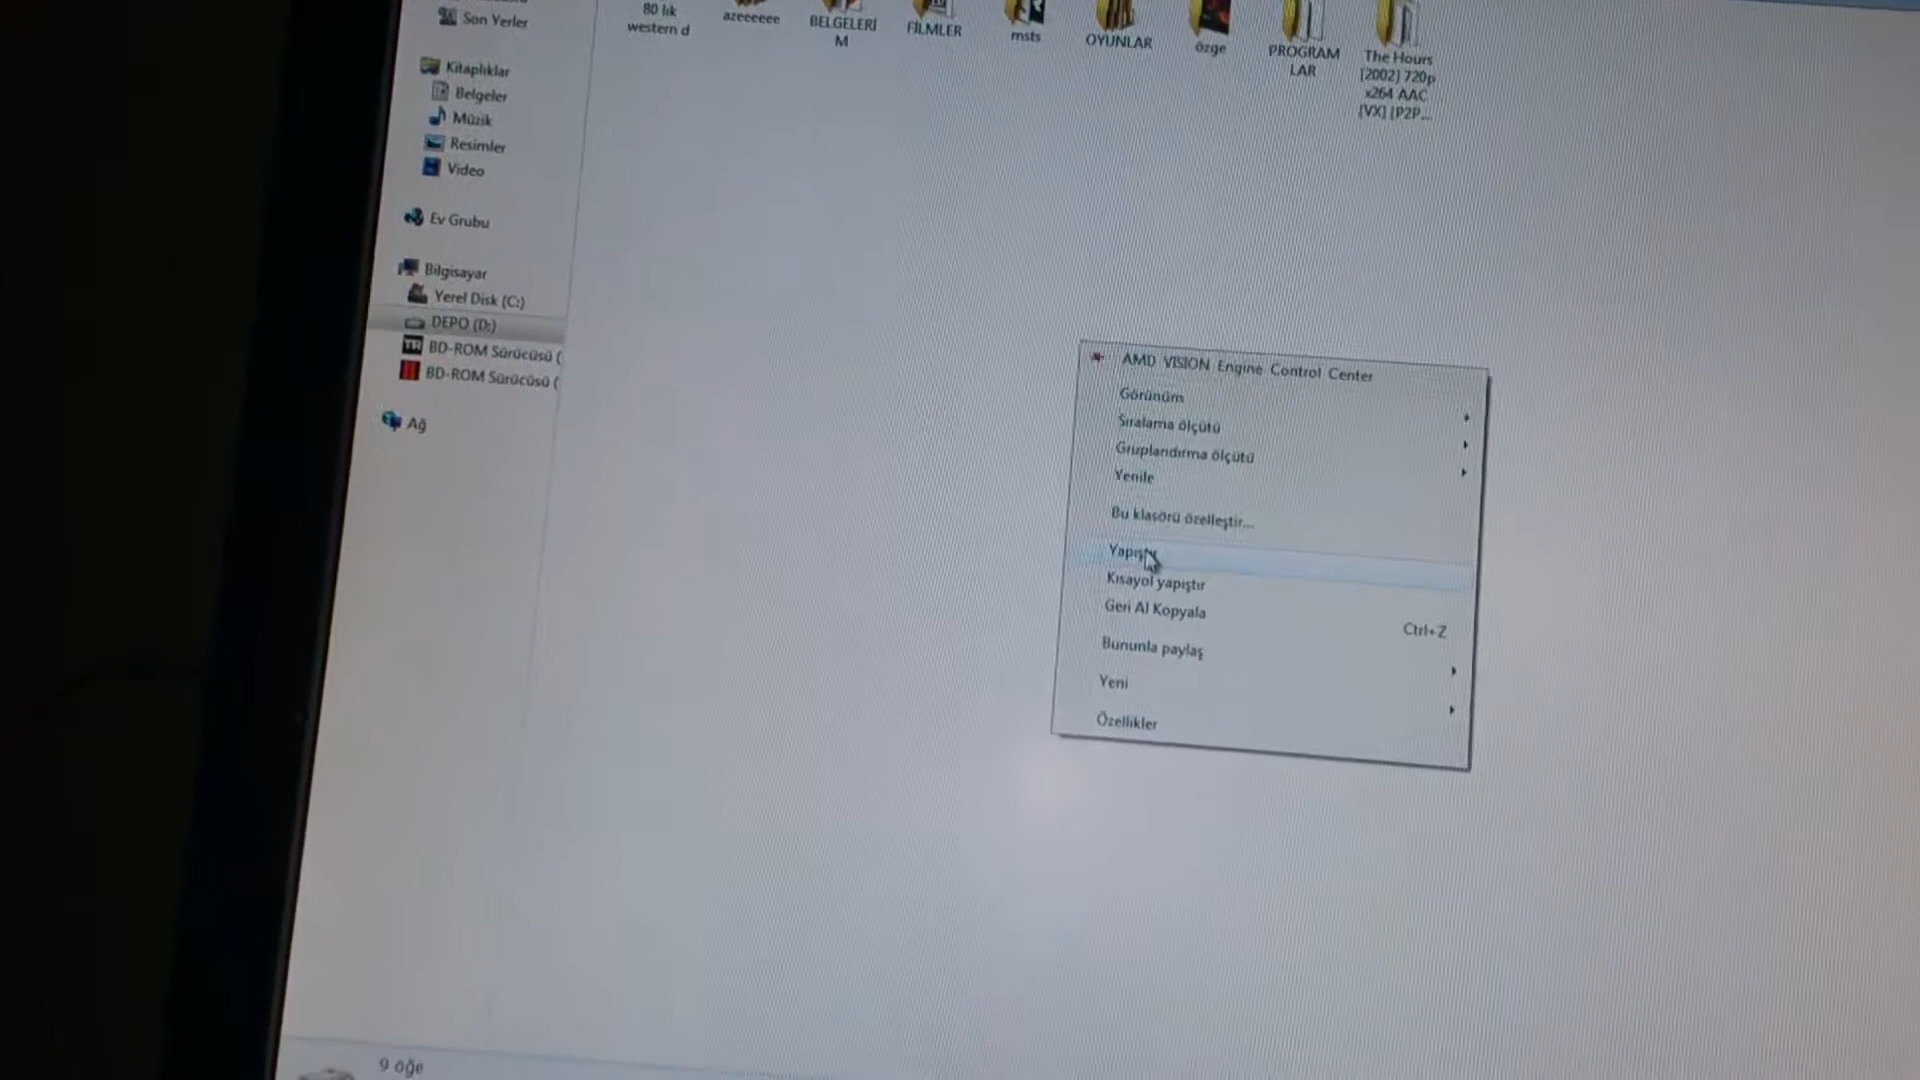 Son Yerler
Kitaplıklar
Belgeler
Müzik
Resimler
Video
Ev Grubu
Bilgisayar
Yerel Disk (C:)
DEPO (D:)
BD-ROM Sürücüsü (
BD-ROM Sürücüsü (
Ağ
80 lik
western d
azeeeeee
BELGELERİ
M
FİLMLER
msts
OYUNLAR
özge
PROGRAM
LAR
The Hours
[2002] 720p
x264 AAC
[VX] [P2P...
AMD VISION Engine Control Center
Görünüm
Sıralama ölçütü
Gruplandırma ölçütü
Yenile
Bu klasörü özelleştir...
Yapıştır
Kısayol yapıştır
Geri Al Kopyala Ctrl+Z
Bununla paylaş
Yeni
Özellikler
9 öğe